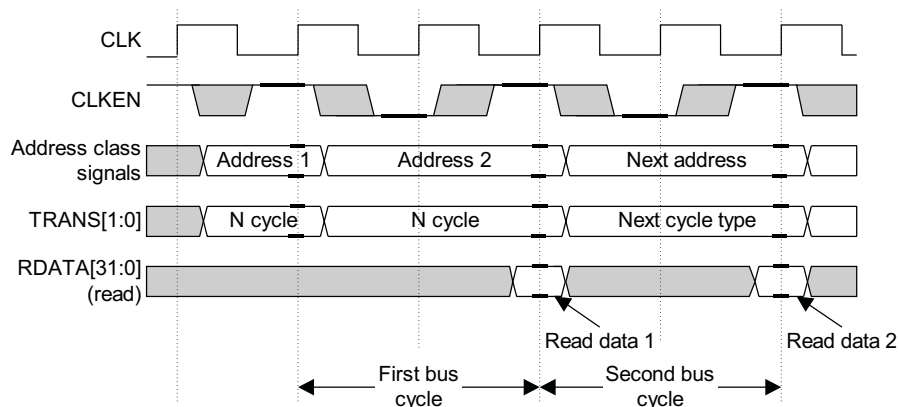 CLK
CLKEN
Address class
signals
Address 1
Address 2
Next address
TRANS[1:0]
N cycle
N cycle
Next cycle type
RDATA[31:0]
(read)
Read data 1
Read data 2
First bus
cycle
Second bus
cycle